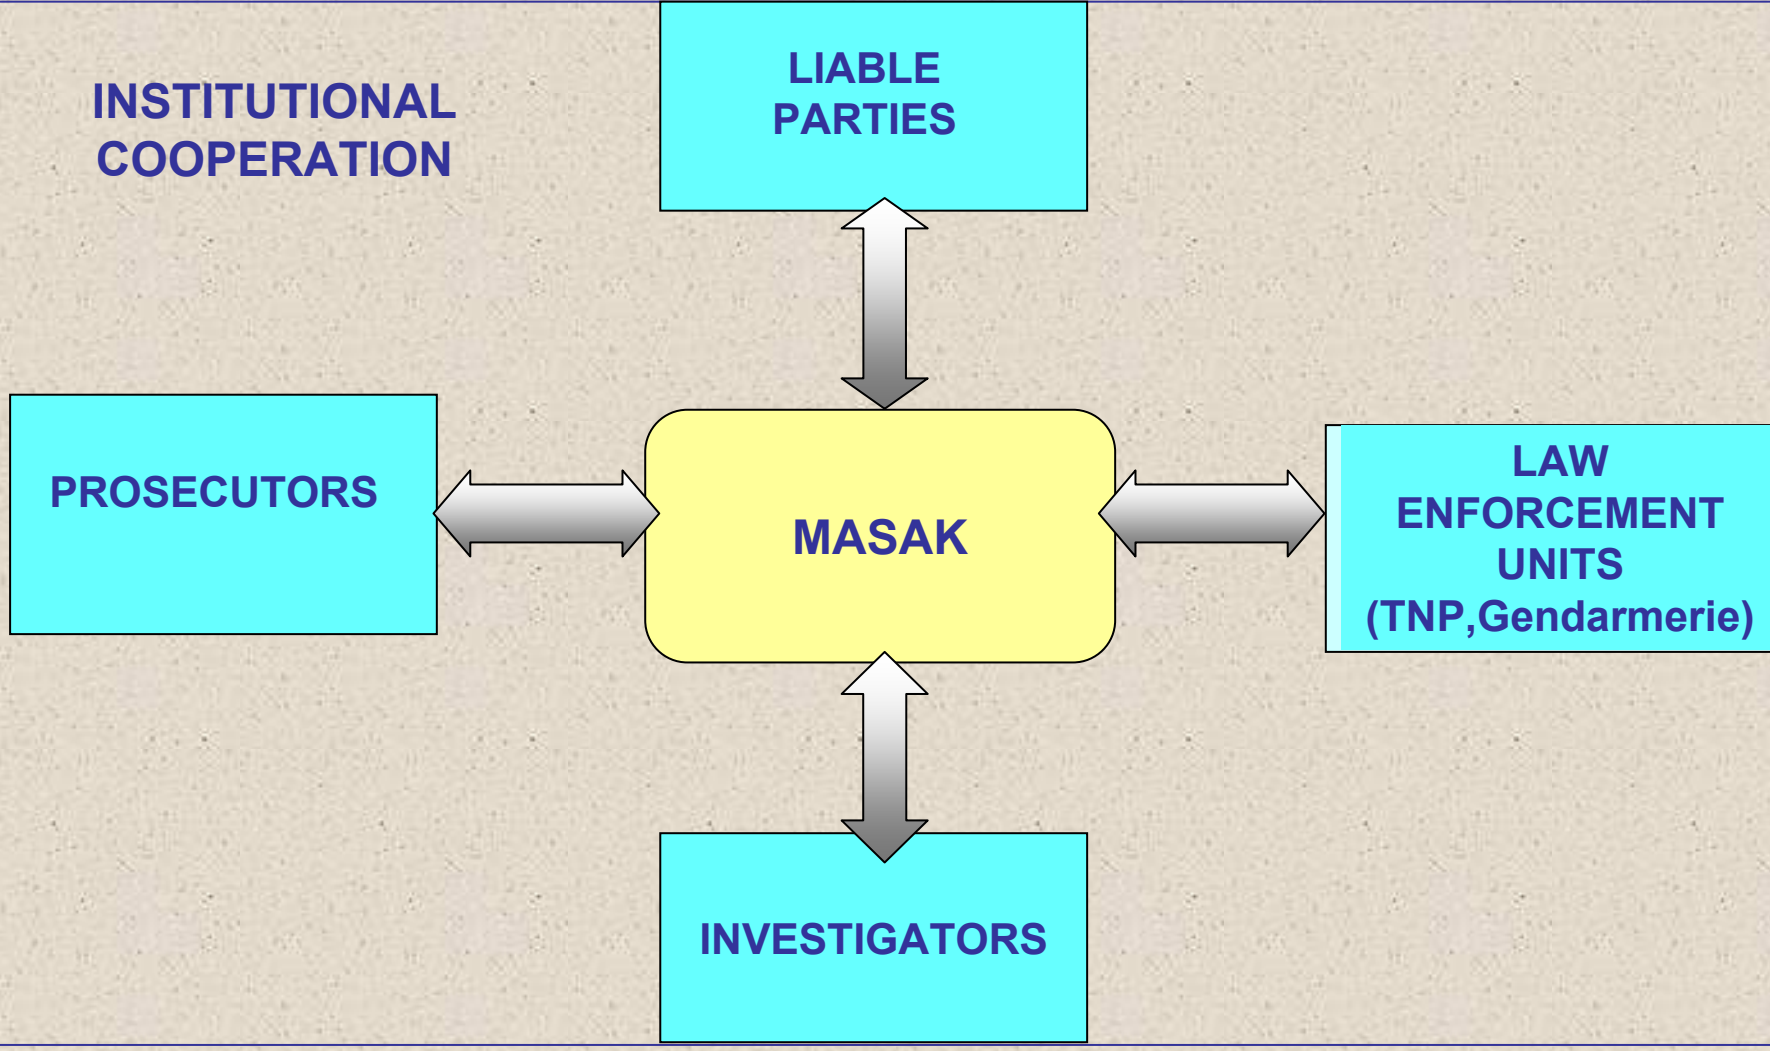 INSTITUTIONAL
COOPERATION
LIABLE
PARTIES
PROSECUTORS
MASAK
LAW
ENFORCEMENT
UNITS
(TNP,Gendarmerie)
INVESTIGATORS